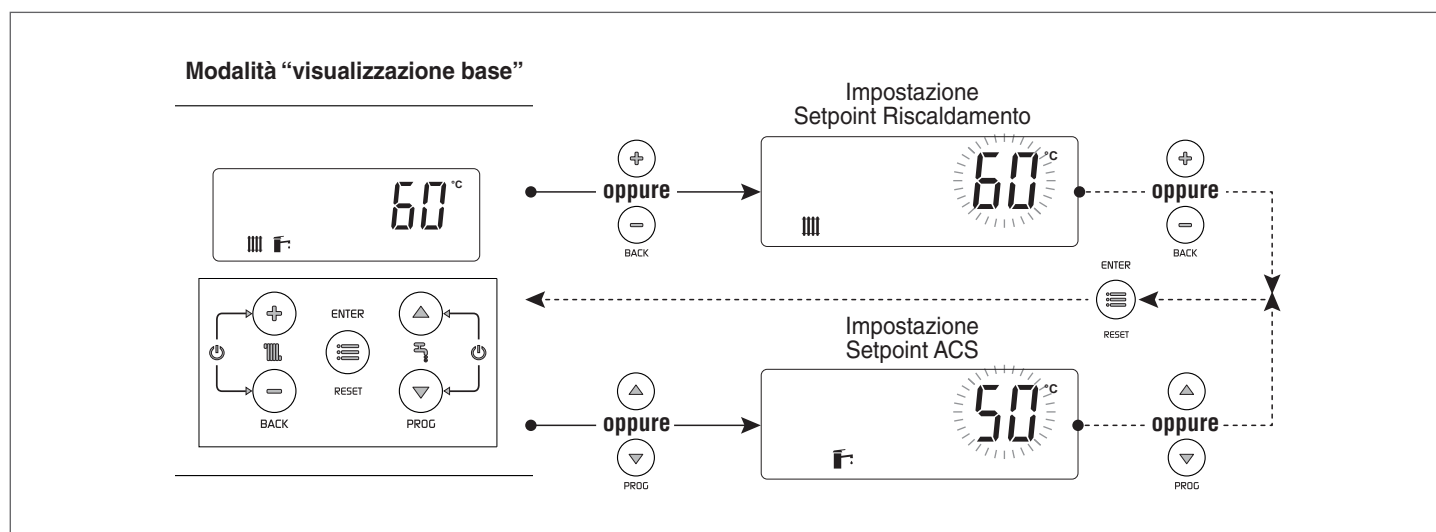 Modalità “visualizzazione base”
60 °C
ENTER
RESET
BACK
PROG
oppure
BACK
Impostazione
Setpoint Riscaldamento
60 °C
oppure
BACK
ENTER
RESET
oppure
PROG
Impostazione
Setpoint ACS
50 °C
oppure
PROG